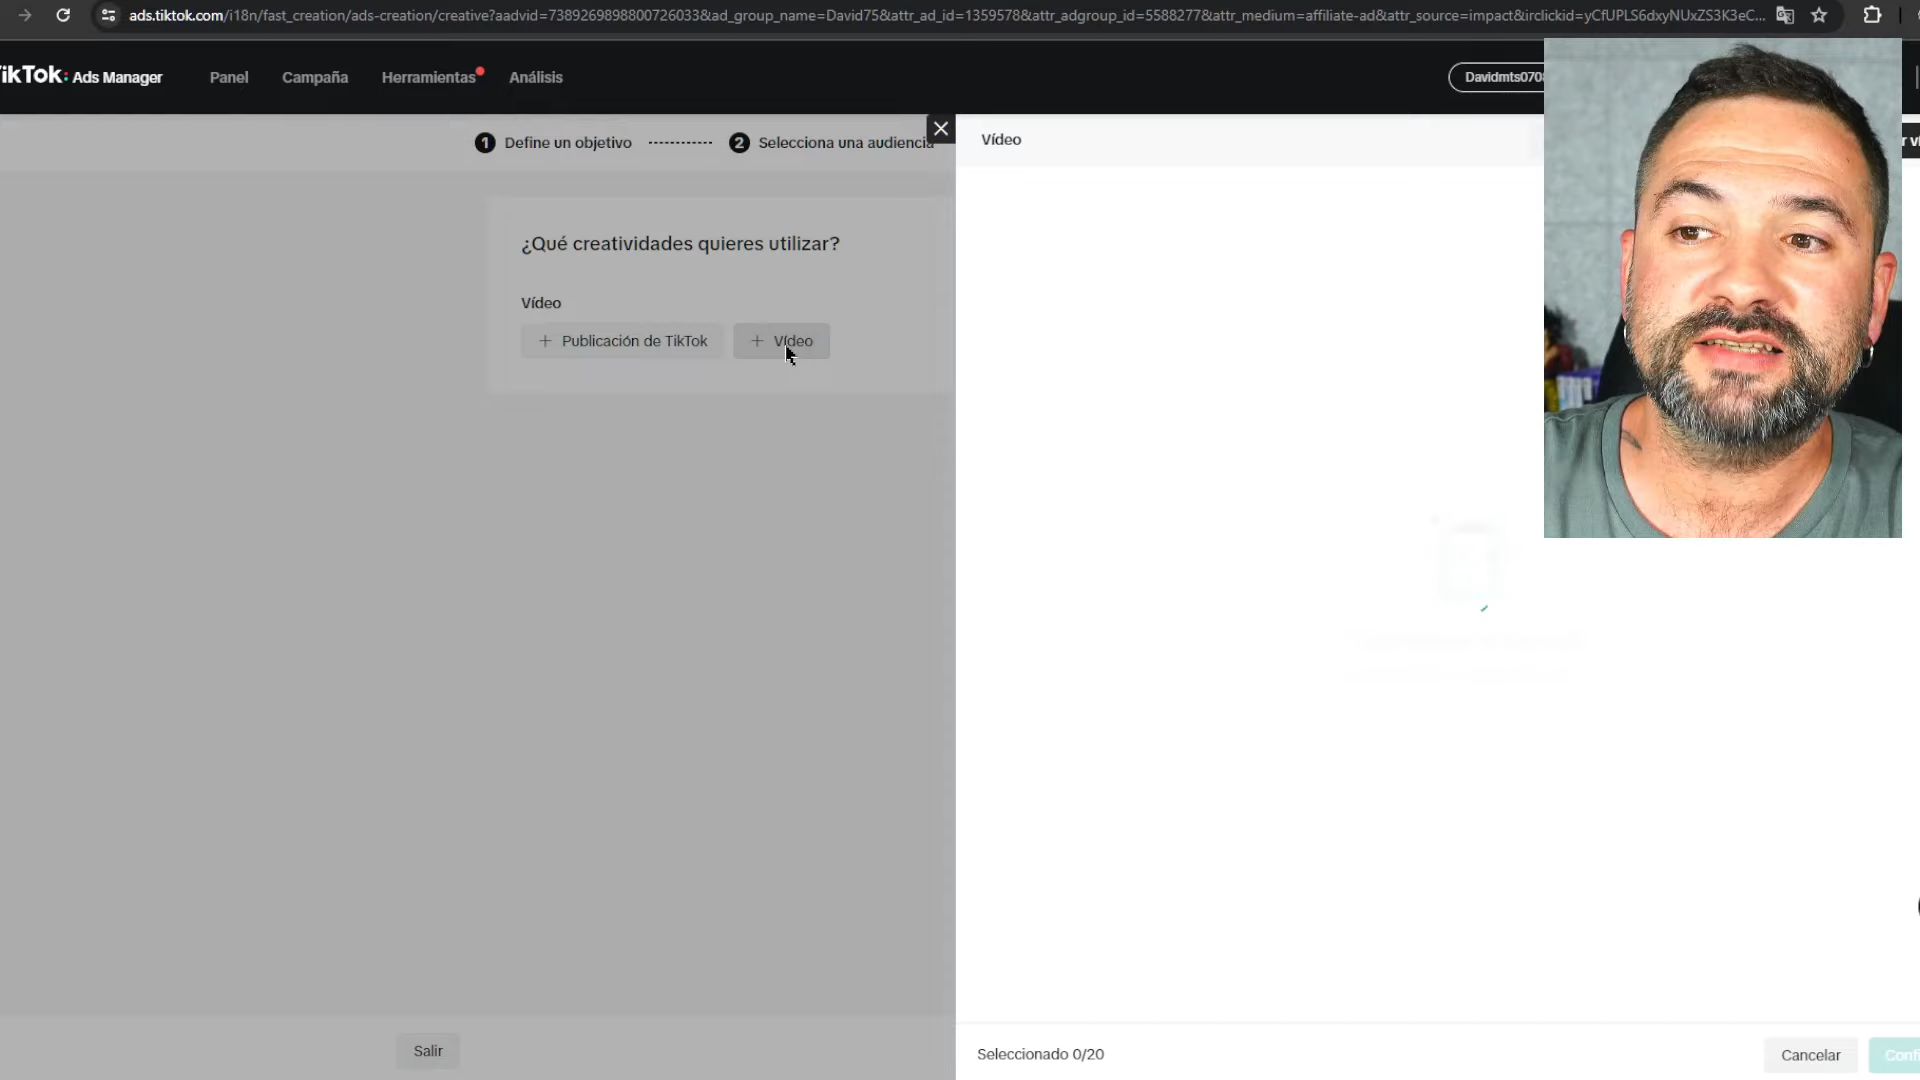 ads.tiktok.com/i18n/fast_creation/ads-creation/creative?aadvid=7389269898800726033&ad_group_name=David75&attr_ad_id=1359578&attr_adgroup_id=5588277&attr_medium=affiliate-ad&attr_source=impact&irclickid=yCfUPLS6dxyNUxZS3K3eC...
ikTok: Ads Manager Panel Campaña Herramientas Análisis Davidmts070
1 Define un objetivo 2 Selecciona una audiencia
Vídeo
¿Qué creatividades quieres utilizar?
Vídeo
+ Publicación de TikTok + Vídeo
Salir
Seleccionado 0/20
Cancelar
Conf